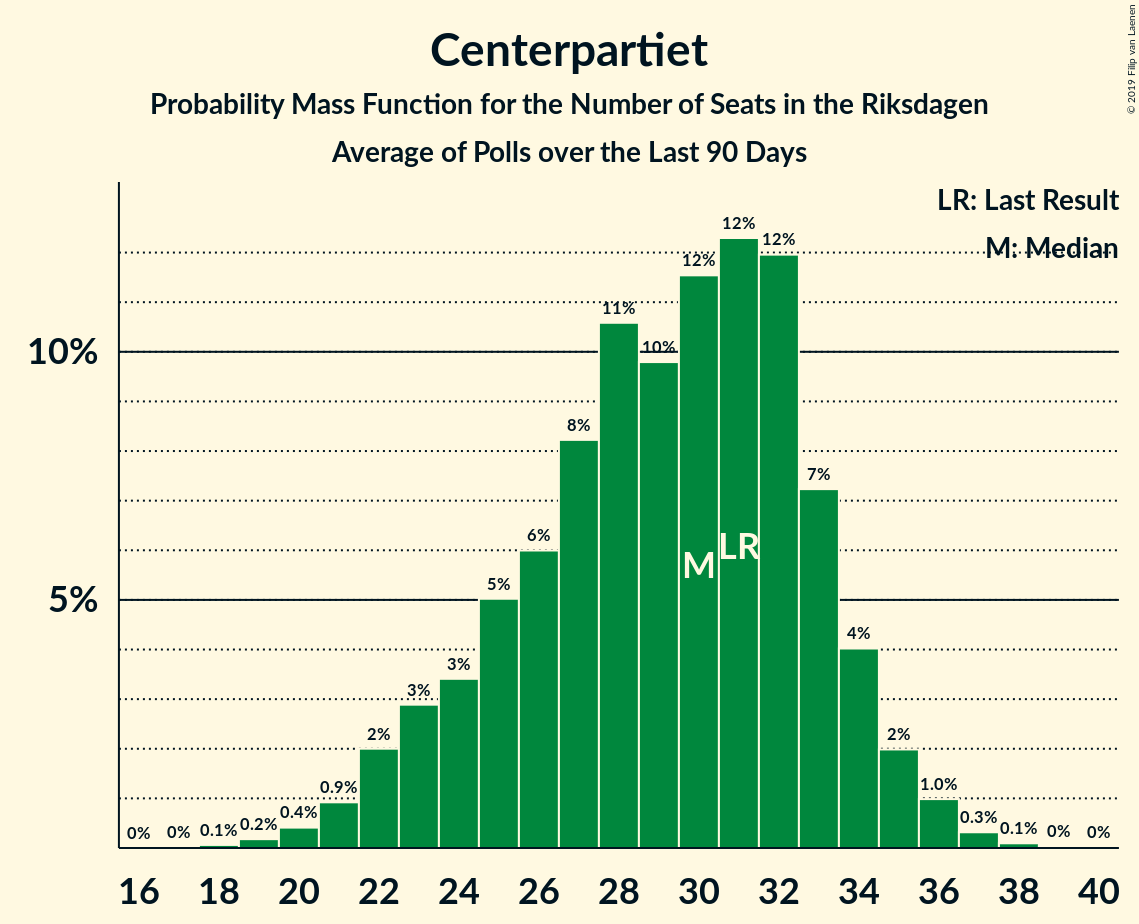 Centerpartiet
Probability Mass Function for the Number of Seats in the Riksdagen
Average of Polls over the Last 90 Days
© 2019 Filip van Laenen
LR: Last Result
M: Median
10%
5%
0% 0% 0.1% 0.2% 0.4% 0.9% 2% 3% 3% 5% 6% 8% 11% 10% 12% 12% 12% 7% 4% 2% 1.0% 0.3% 0.1% 0% 0%
M LR
16 18 20 22 24 26 28 30 32 34 36 38 40